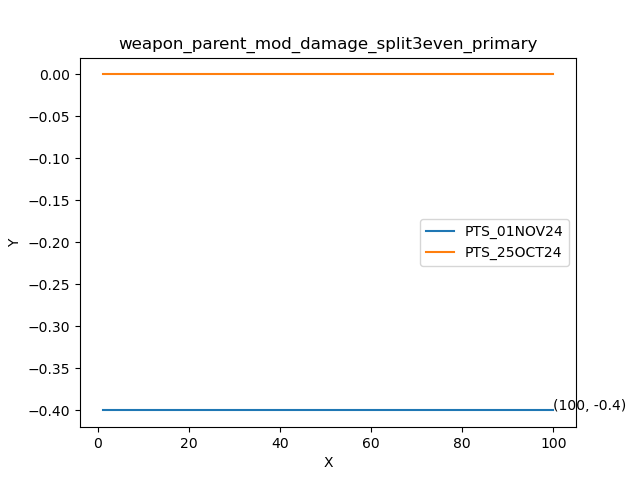 weapon_parent_mod_damage_split3even_primary
0.00
−0.05
−0.10
−0.15
−0.20
−0.25
−0.30
−0.35
−0.40
Y
PTS_01NOV24
PTS_25OCT24
(100, -0.4)
0 20 40 60 80 100
X